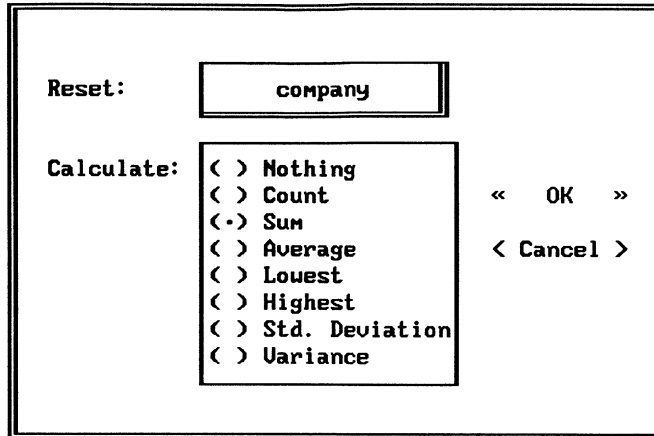 Reset: company
Calculate: ( ) Nothing
( ) Count « OK »
(·) Sum
( ) Average < Cancel >
( ) Lowest
( ) Highest
( ) Std. Deviation
( ) Variance